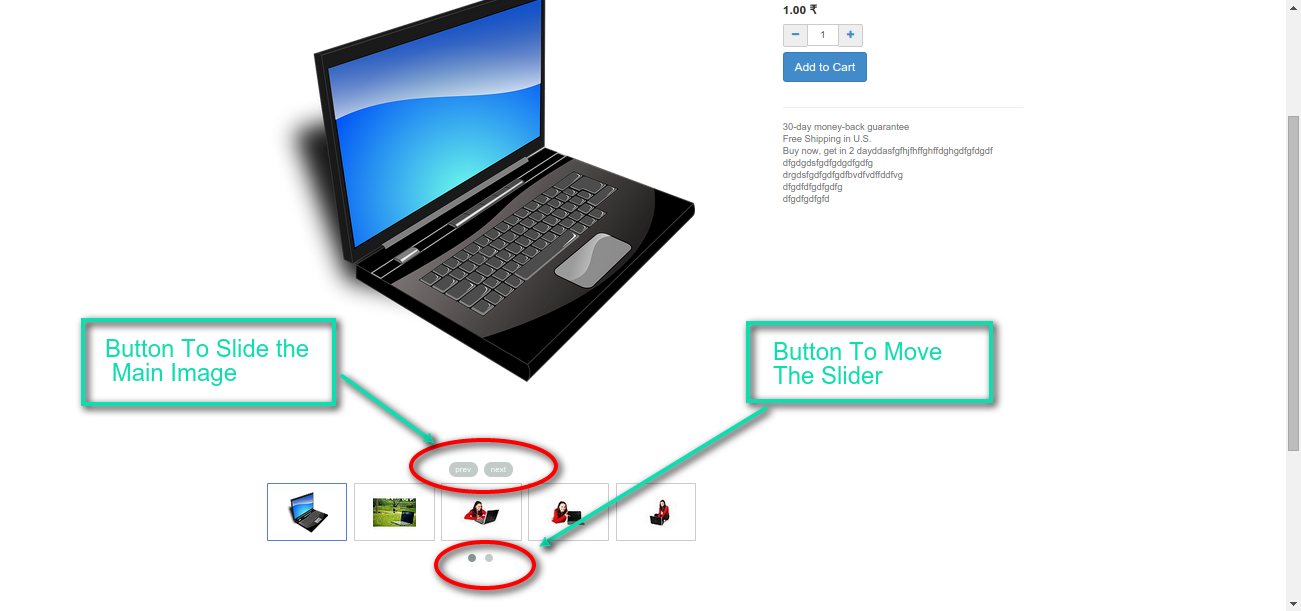 1.00 ₹
− 1 +
Add to Cart
30-day money-back guarantee
Free Shipping in U.S.
Buy now, get in 2 dayddasfgfhjfhffghffdghgdfgfdgdf
dfgdgdsfgdfgdgdfgdfg
drgdsfgdfgdfgdfbvdfvdffddfvg
dfgdfdfgdfgdfg
dfgdfgdfgfd
Button To Slide the
Main Image
Button To Move
The Slider
prev next